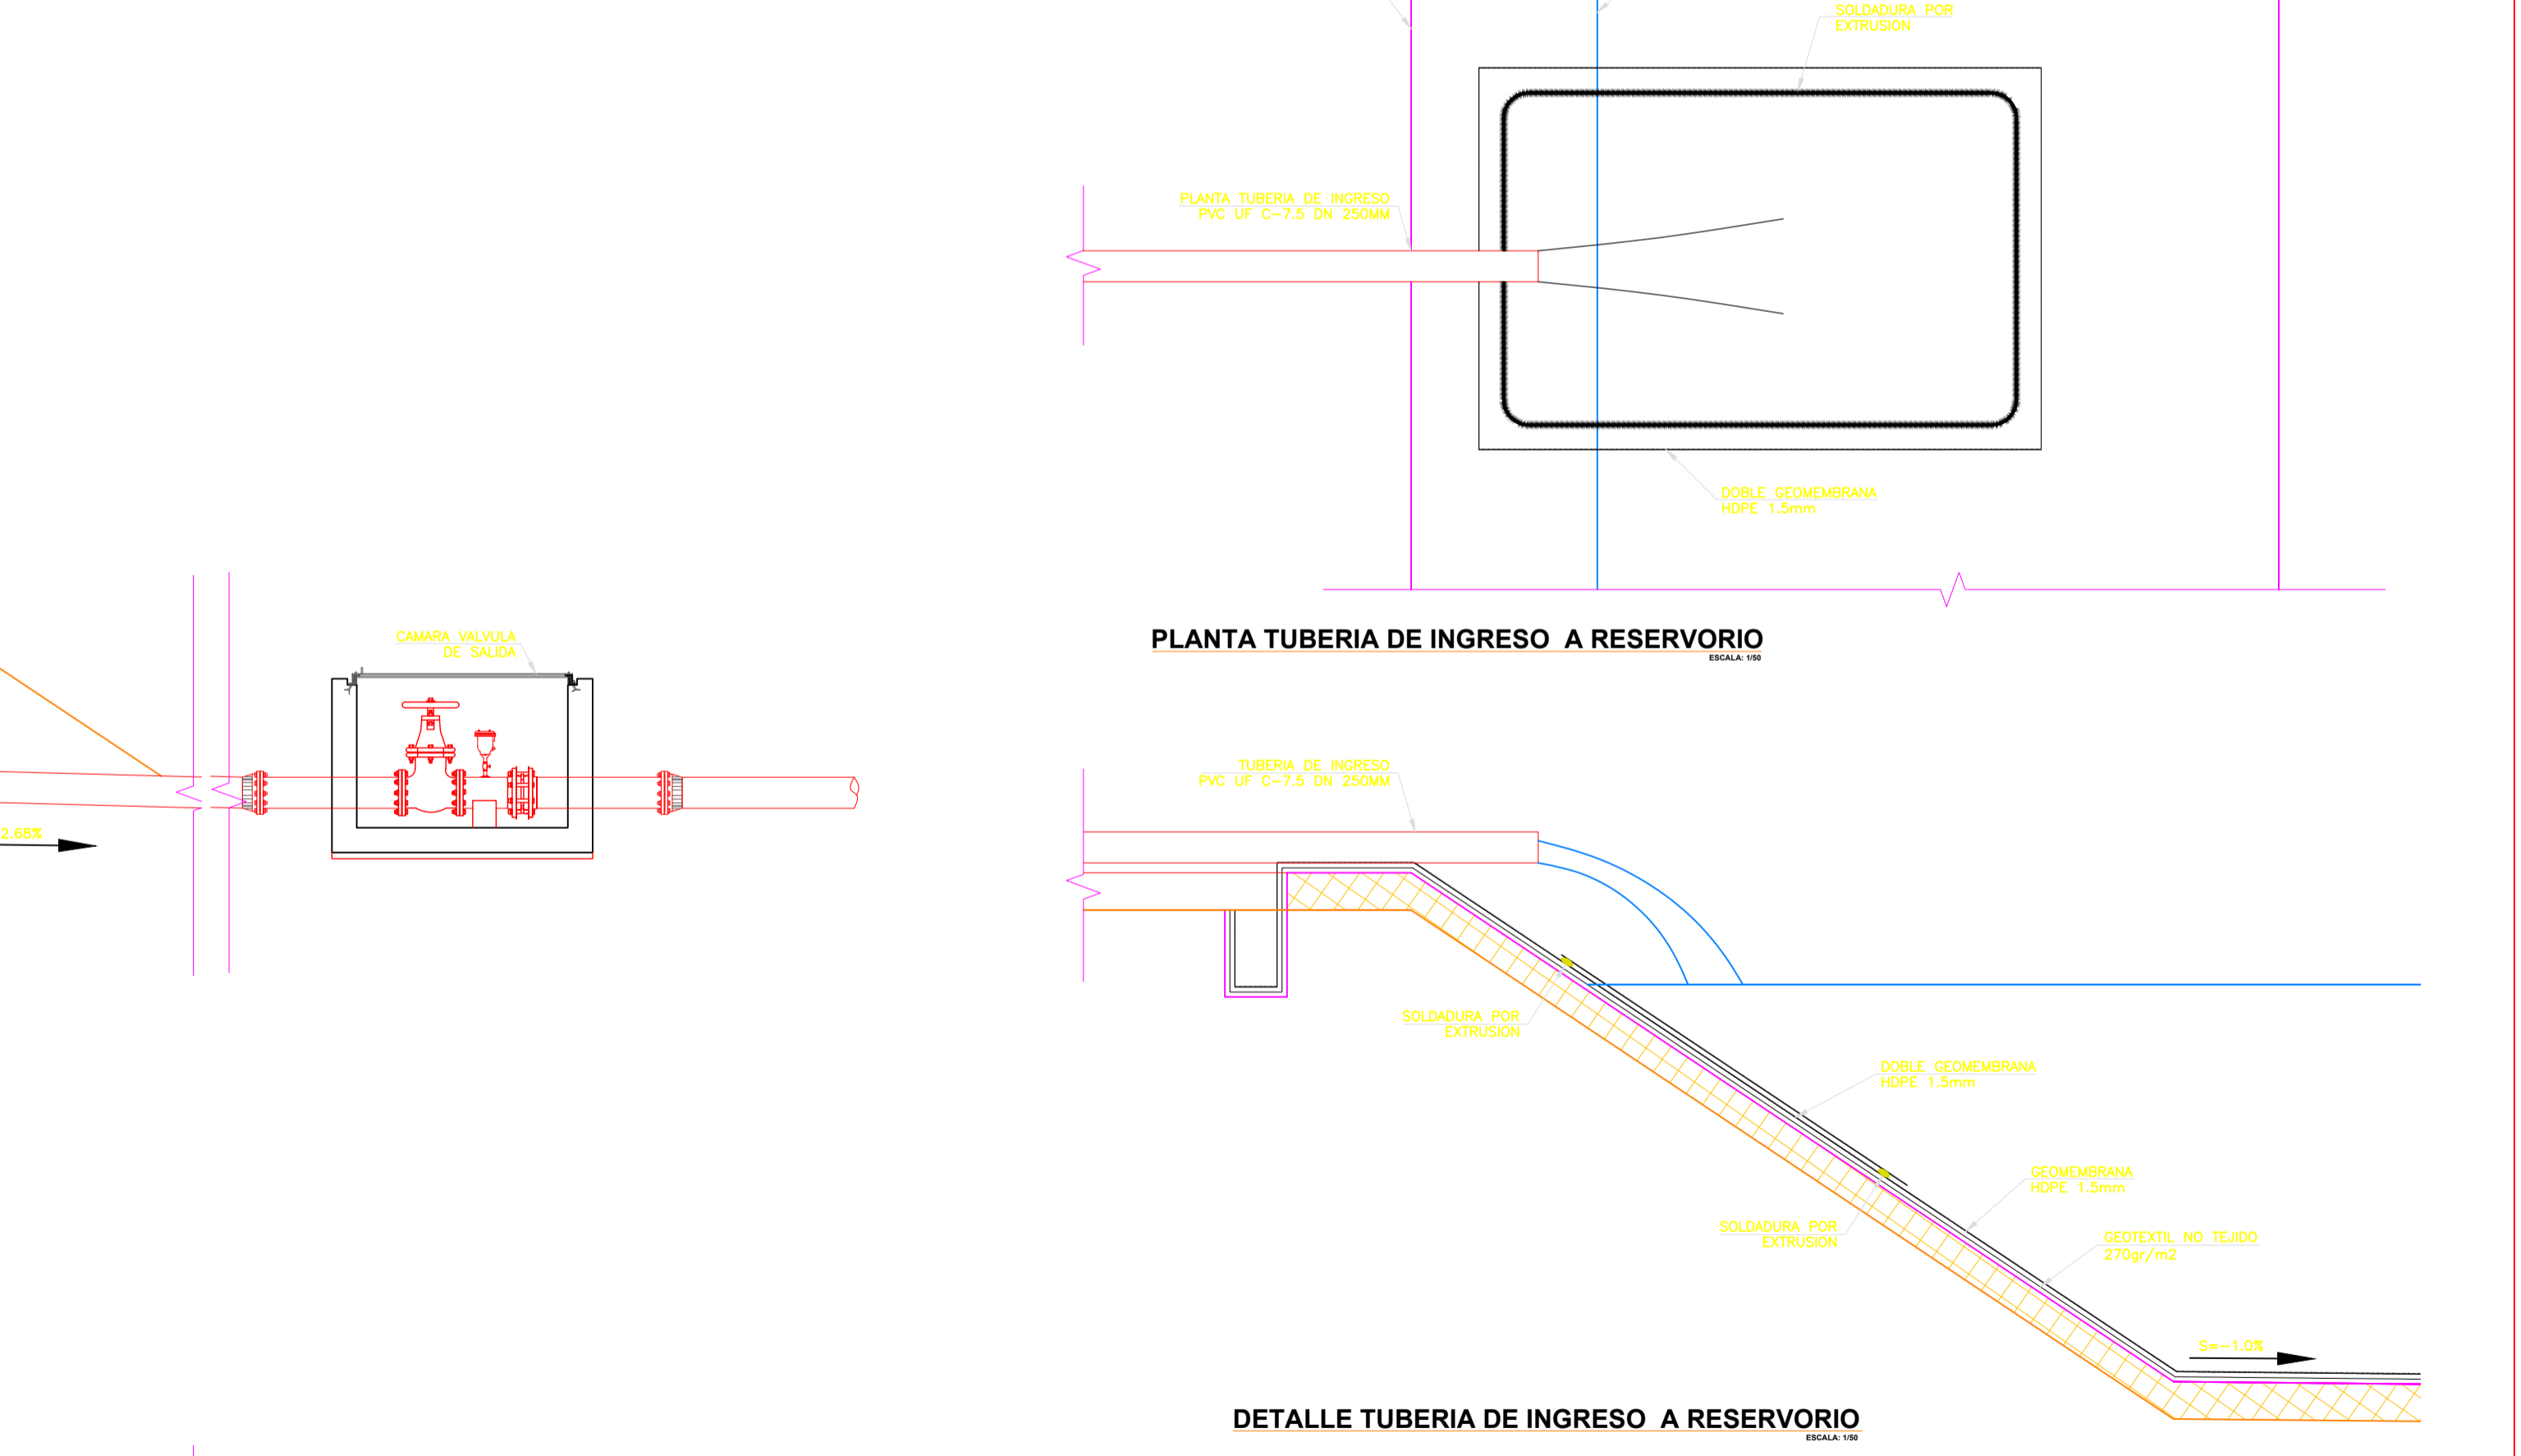 SOLDADURA POR
EXTRUSION
PLANTA TUBERIA DE INGRESO
PVC UF C-7.5 DN 250MM
DOBLE GEOMEMBRANA
HDPE 1.5mm
PLANTA TUBERIA DE INGRESO A RESERVORIO
ESCALA: 1/50
CAMARA VALVULA
DE SALIDA
2.68%
TUBERIA DE INGRESO
PVC UF C-7.5 DN 250MM
SOLDADURA POR
EXTRUSION
DOBLE GEOMEMBRANA
HDPE 1.5mm
GEOMEMBRANA
HDPE 1.5mm
SOLDADURA POR
EXTRUSION
GEOTEXTIL NO TEJIDO
270gr/m2
S=-1.0%
DETALLE TUBERIA DE INGRESO A RESERVORIO
ESCALA: 1/50